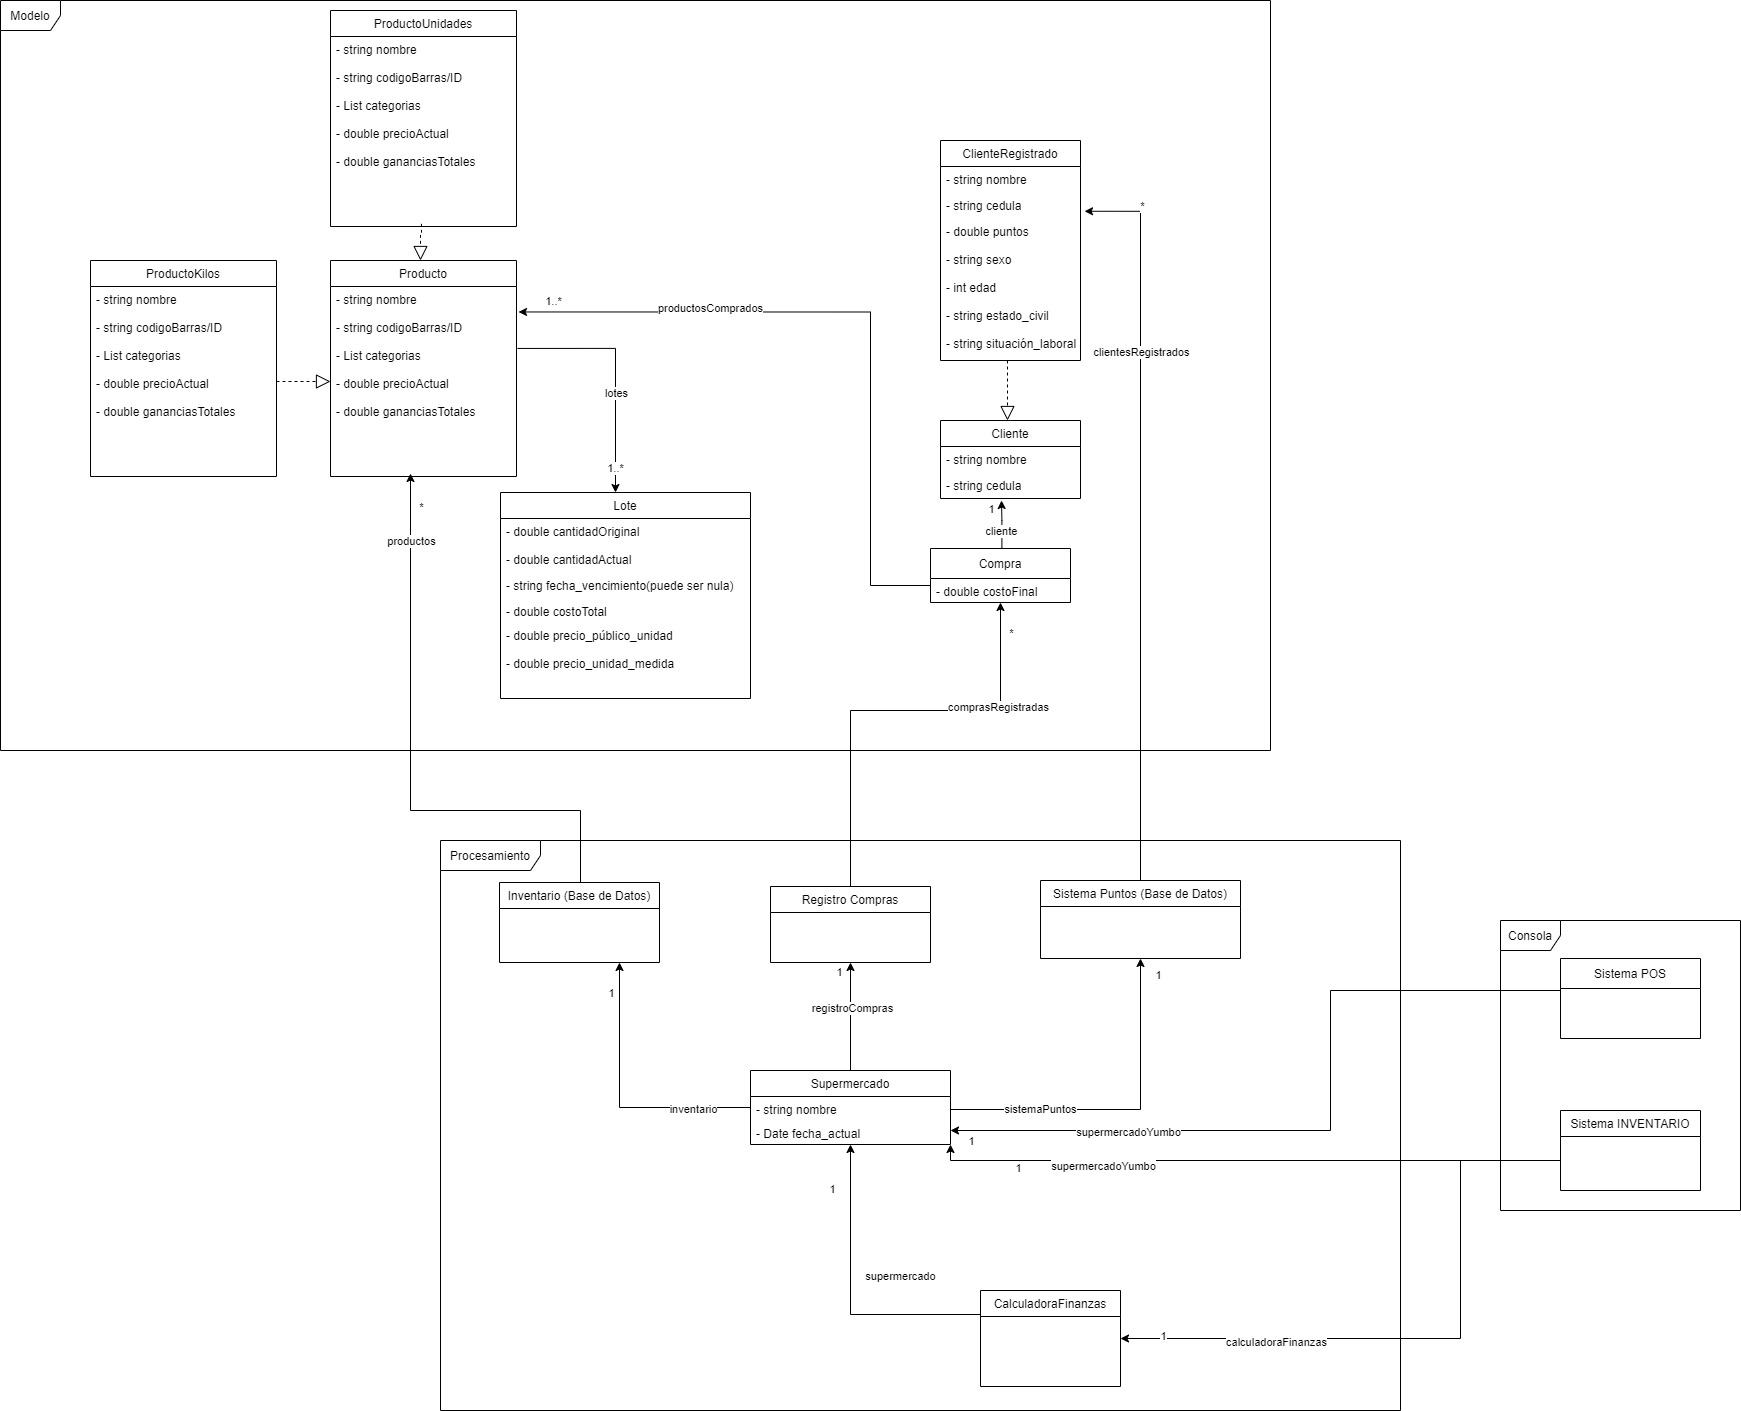 Modelo
ProductoUnidades
- string nombre
- string codigoBarras/ID
- List categorias
- double precioActual
- double gananciasTotales
ClienteRegistrado
- string nombre
- string cedula
- double puntos
- string sexo
- int edad
- string estado_civil
- string situación_laboral
*
clientesRegistrados
ProductoKilos
- string nombre
- string codigoBarras/ID
- List categorias
- double precioActual
- double gananciasTotales
Producto
- string nombre
- string codigoBarras/ID
- List categorias
- double precioActual
- double gananciasTotales
1..*
productosComprados
lotes
1..*
Cliente
- string nombre
- string cedula
1
cliente
Compra
- double costoFinal
*
comprasRegistradas
*
productos
Lote
- double cantidadOriginal
- double cantidadActual
- string fecha_vencimiento(puede ser nula)
- double costoTotal
- double precio_público_unidad
- double precio_unidad_medida
Procesamiento
Inventario (Base de Datos)
Registro Compras
Sistema Puntos (Base de Datos)
1
1
1
registroCompras
Consola
Sistema POS
Sistema INVENTARIO
Supermercado
- string nombre
- Date fecha_actual
inventario
sistemaPuntos
supermercadoYumbo
1
supermercadoYumbo
1
1
supermercado
CalculadoraFinanzas
1
calculadoraFinanzas